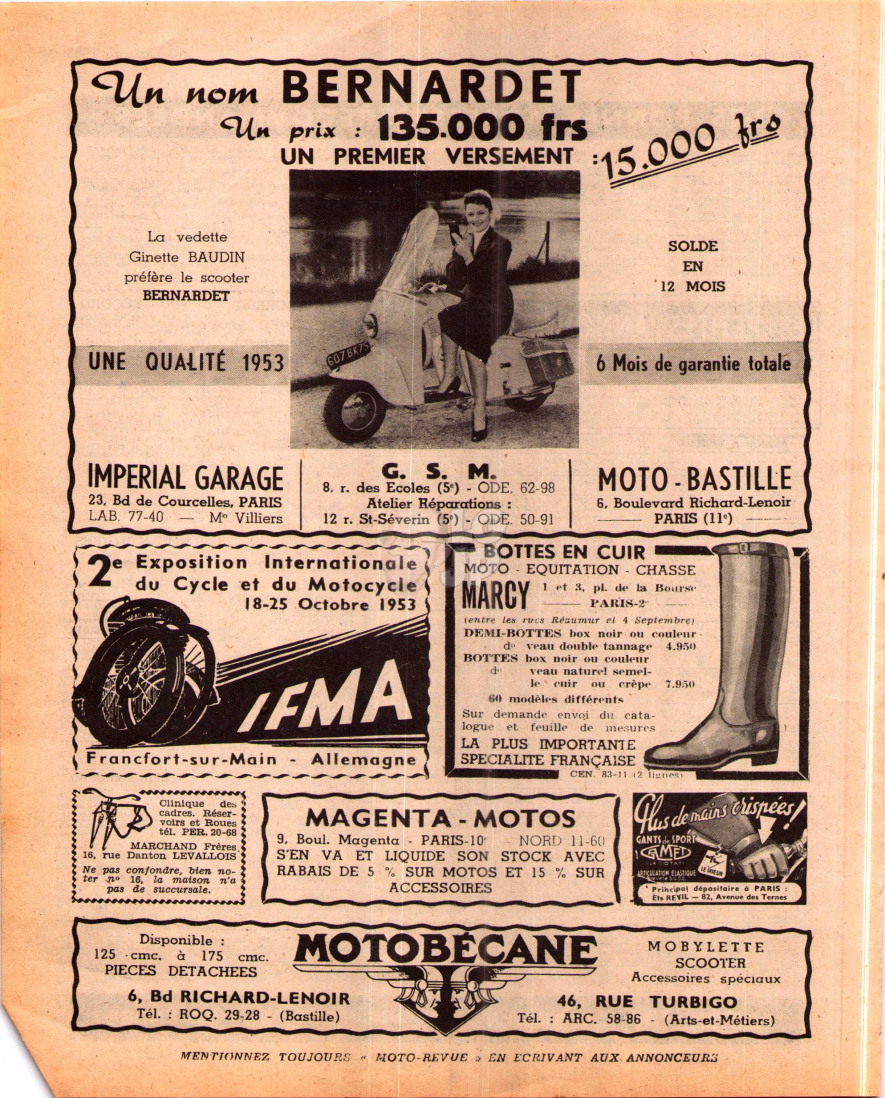 Un nom BERNARDET
Un prix : 135.000 frs
UN PREMIER VERSEMENT : 15.000 frs
La vedette
Ginette BAUDIN
préfère le scooter
BERNARDET
SOLDE
EN
12 MOIS
607BK75
UNE QUALITÉ 1953
6 Mois de garantie totale
IMPERIAL GARAGE
23, Bd de Courcelles, PARIS
LAB. 77-40 — Mo Villiers
G. S. M.
8, r. des Ecoles (5e) - ODE. 62-98
Atelier Réparations :
12 r. St-Séverin (5e) - ODE. 50-91
MOTO - BASTILLE
6, Boulevard Richard-Lenoir
PARIS (11e)
2e Exposition Internationale
du Cycle et du Motocycle
18-25 Octobre 1953
IFMA
Francfort-sur-Main - Allemagne
BOTTES EN CUIR
MOTO - EQUITATION - CHASSE
MARCY 1 et 3, pl. de la Bourse
PARIS-2e
(entre les rues Réaumur et 4 Septembre)
DEMI-BOTTES box noir ou couleur
do veau double tannage 4.950
BOTTES box noir ou couleur
do veau naturel semel-
le cuir ou crêpe 7.950
60 modèles différents
Sur demande envoi du cata-
logue et feuille de mesures
LA PLUS IMPORTANTE
SPECIALITE FRANÇAISE
CEN. 83-11 (2 lignes)
Clinique des
cadres. Réser-
voirs et Roues
tél. PER. 20-68
MARCHAND Frères
16, rue Danton LEVALLOIS
Ne pas confondre, bien no-
ter no 16, la maison n'a
pas de succursale.
MAGENTA - MOTOS
9, Boul. Magenta - PARIS-10e - NORD 11-60
S'EN VA ET LIQUIDE SON STOCK AVEC
RABAIS DE 5 % SUR MOTOS ET 15 % SUR
ACCESSOIRES
Plus de mains crispées!
GANTS de SPORT
ARTICULATION ELASTIQUE
Principal dépositaire à PARIS :
Ets REVIL — 82, Avenue des Ternes
Disponible :
125 cmc. à 175 cmc.
PIECES DETACHEES
MOTOBÉCANE
MOBYLETTE
SCOOTER
Accessoires spéciaux
6, Bd RICHARD-LENOIR
Tél. : ROQ. 29-28 - (Bastille)
46, RUE TURBIGO
Tél. : ARC. 58-86 - (Arts-et-Métiers)
MENTIONNEZ TOUJOURS « MOTO-REVUE » EN ECRIVANT AUX ANNONCEURS